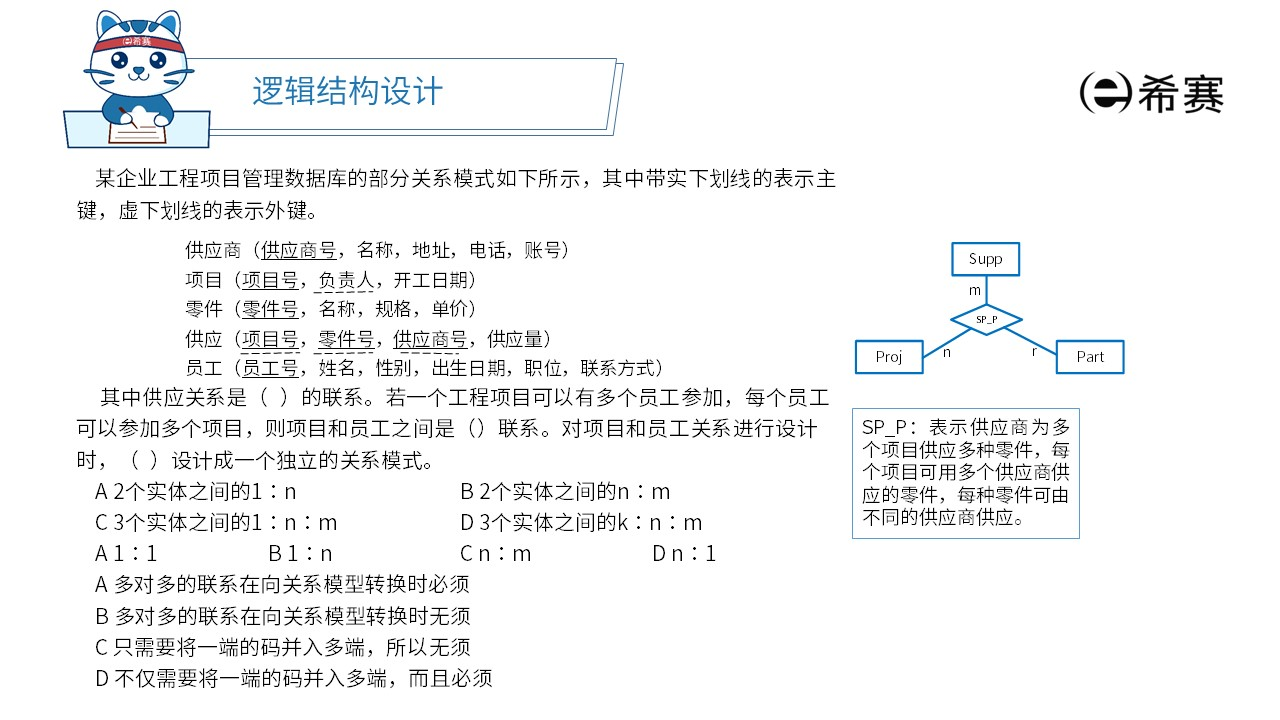 希赛
逻辑结构设计
希赛
某企业工程项目管理数据库的部分关系模式如下所示，其中带实下划线的表示主
键，虚下划线的表示外键。
供应商（供应商号，名称，地址，电话，账号）
项目（项目号，负责人，开工日期）
零件（零件号，名称，规格，单价）
供应（项目号，零件号，供应商号，供应量）
员工（员工号，姓名，性别，出生日期，职位，联系方式）
其中供应关系是（ ）的联系。若一个工程项目可以有多个员工参加，每个员工
可以参加多个项目，则项目和员工之间是（）联系。对项目和员工关系进行设计
时，（ ）设计成一个独立的关系模式。
A 2个实体之间的1：n B 2个实体之间的n：m
C 3个实体之间的1：n：m D 3个实体之间的k：n：m
A 1：1 B 1：n C n：m D n：1
A 多对多的联系在向关系模型转换时必须
B 多对多的联系在向关系模型转换时无须
C 只需要将一端的码并入多端，所以无须
D 不仅需要将一端的码并入多端，而且必须
Supp
m
SP_P
n r
Proj Part
SP_P：表示供应商为多
个项目供应多种零件，每
个项目可用多个供应商供
应的零件，每种零件可由
不同的供应商供应。